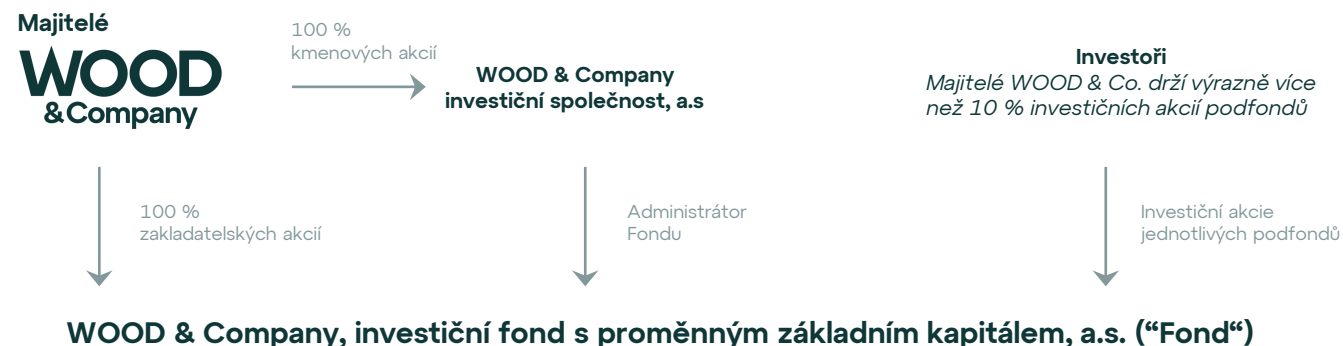 Majitelé
WOOD
&Company
100 %
kmenových akcií
WOOD & Company
investiční společnost, a.s
Investoři
Majitelé WOOD & Co. drží výrazně více
než 10 % investičních akcií podfondů
100 %
zakladatelských akcií
Administrátor
Fondu
Investiční akcie
jednotlivých podfondů
WOOD & Company, investiční fond s proměnným základním kapitálem, a.s. (“Fond“)